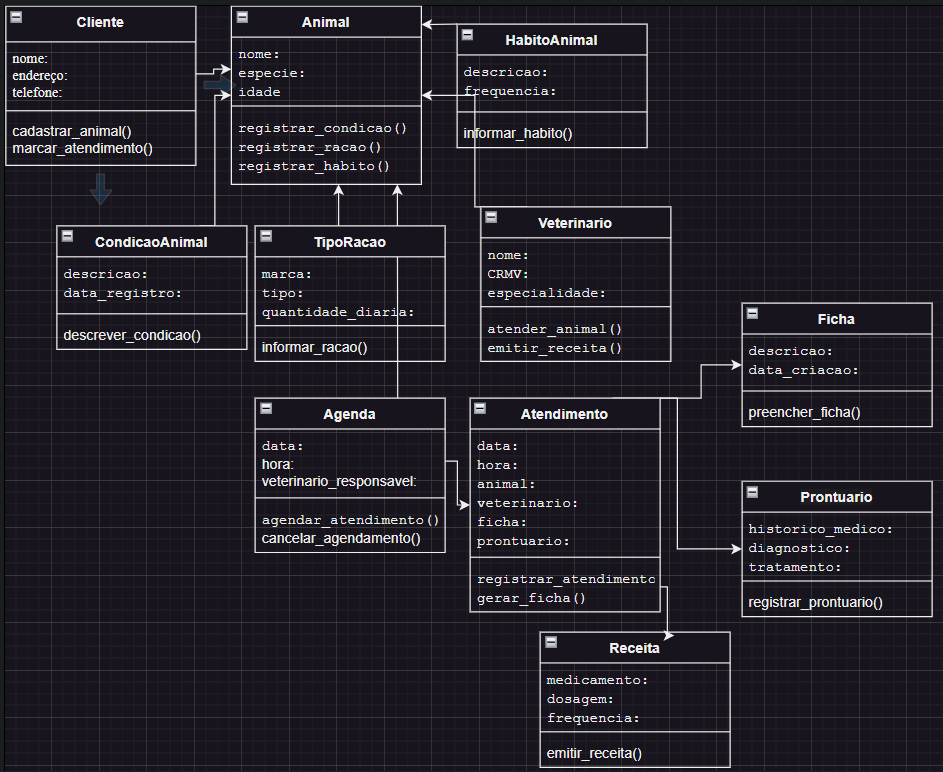 Cliente
nome:
endereço:
telefone:
cadastrar_animal()
marcar_atendimento()
Animal
nome:
especie:
idade
registrar_condicao()
registrar_racao()
registrar_habito()
HabitoAnimal
descricao:
frequencia:
informar_habito()
CondicaoAnimal
descricao:
data_registro:
descrever_condicao()
TipoRacao
marca:
tipo:
quantidade_diaria:
informar_racao()
Veterinario
nome:
CRMV:
especialidade:
atender_animal()
emitir_receita()
Ficha
descricao:
data_criacao:
preencher_ficha()
Agenda
data:
hora:
veterinario_responsavel:
agendar_atendimento()
cancelar_agendamento()
Atendimento
data:
hora:
animal:
veterinario:
ficha:
prontuario:
registrar_atendimento
gerar_ficha()
Prontuario
historico_medico:
diagnostico:
tratamento:
registrar_prontuario()
Receita
medicamento:
dosagem:
frequencia:
emitir_receita()